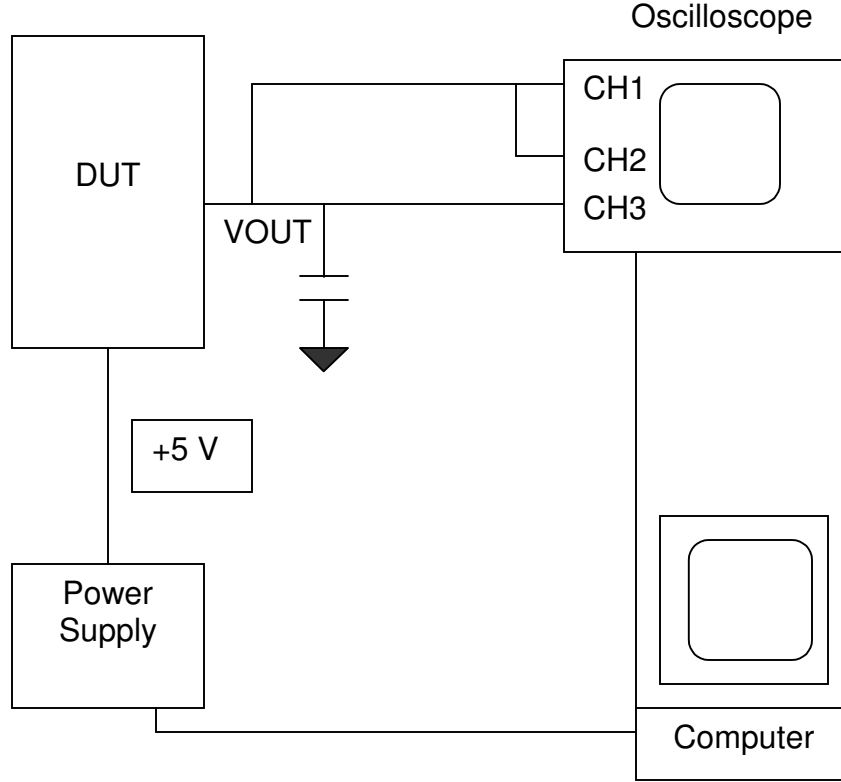 Oscilloscope
CH1
DUT
CH2
CH3
VOUT
+5 V
Power
Supply
Computer